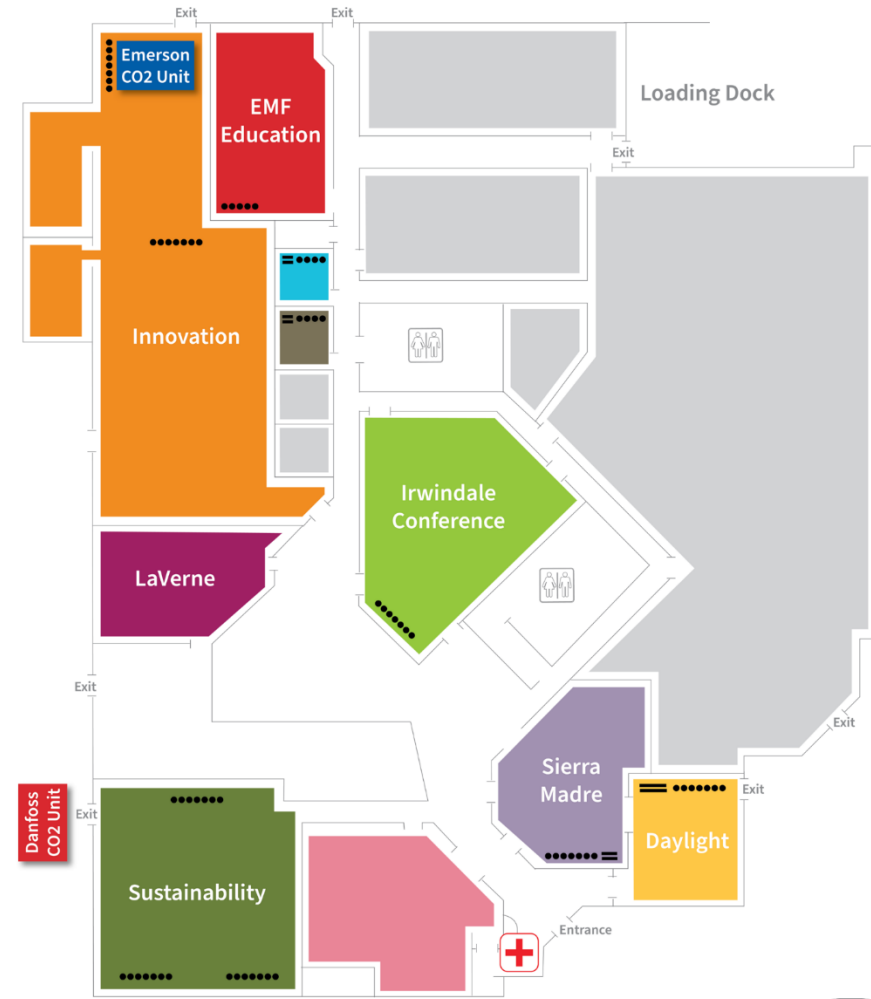 Exit
Exit
Emerson
CO2 Unit
EMF
Education
Loading Dock
Exit
Innovation
Irwindale
Conference
LaVerne
Exit
Exit
Sierra
Madre
Danfoss
CO2 Unit
Exit
Exit
Daylight
Sustainability
Entrance